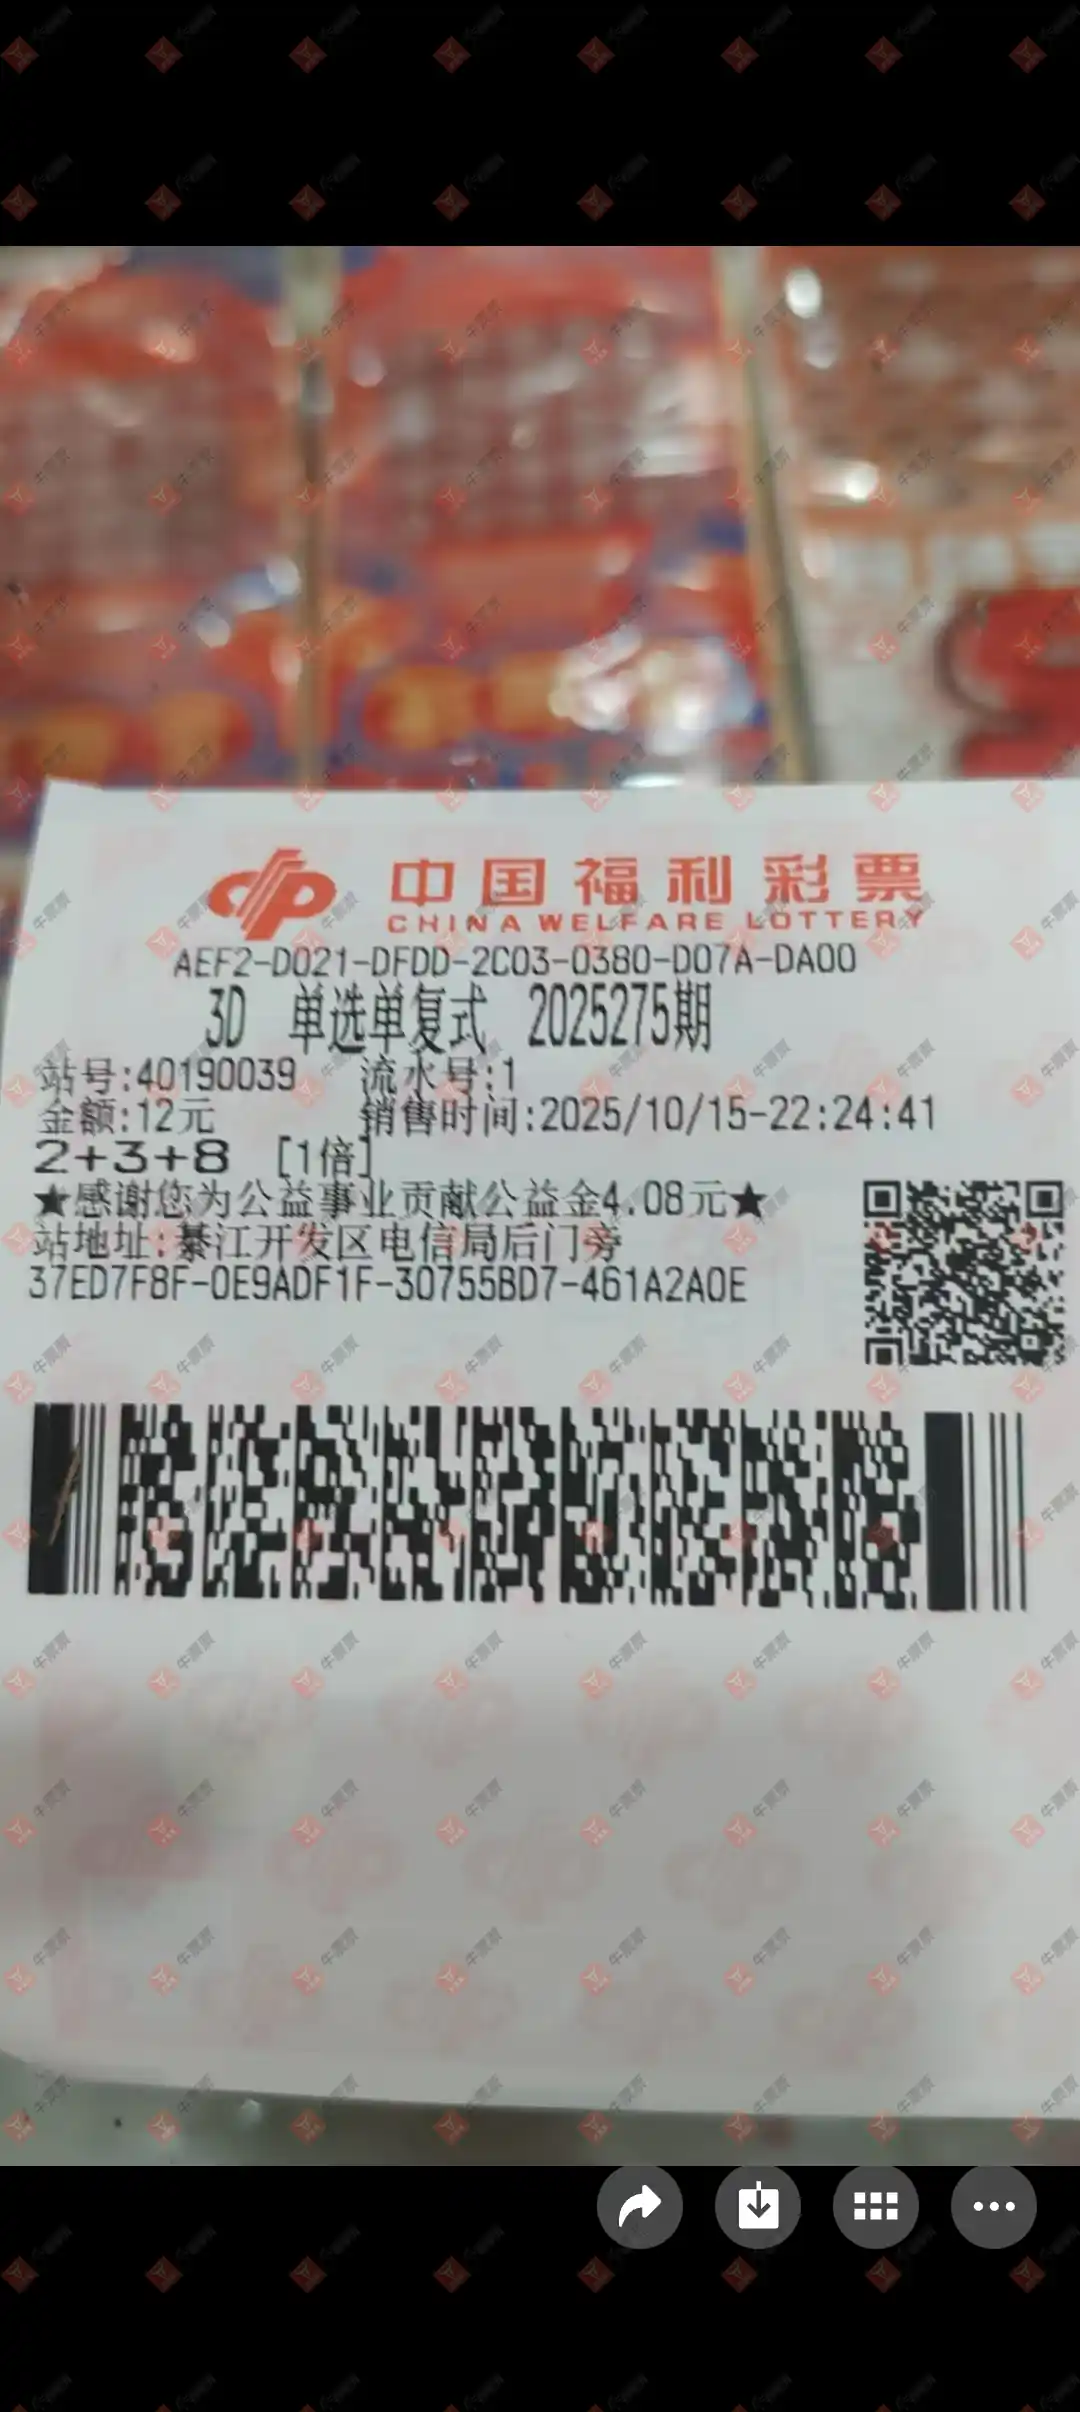 中国福利彩票
CHINA WELFARE LOTTERY
AEF2-D021-DFDD-2C03-0380-D07A-DA00
3D 单选单复式 2025275期
站号:40190039 流水号:1
金额:12元 销售时间:2025/10/15-22:24:41
2+3+8 [1倍]
★感谢您为公益事业贡献公益金4.08元★
站地址:綦江开发区电信局后门旁
37ED7F8F-0E9ADF1F-30755BD7-461A2A0E
牛票票